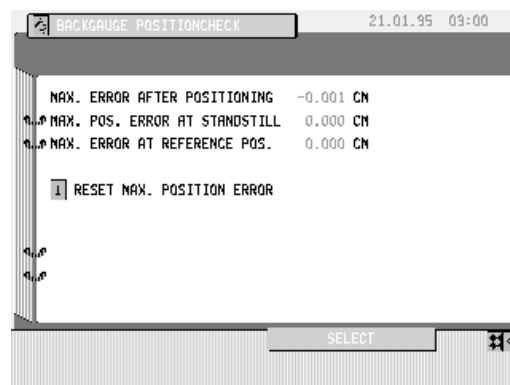 BACKGAUGE POSITIONCHECK 21.01.95 09:00
MAX. ERROR AFTER POSITIONING -0.001 CM
MAX. POS. ERROR AT STANDSTILL 0.000 CM
MAX. ERROR AT REFERENCE POS. 0.000 CM
1 RESET MAX. POSITION ERROR
SELECT